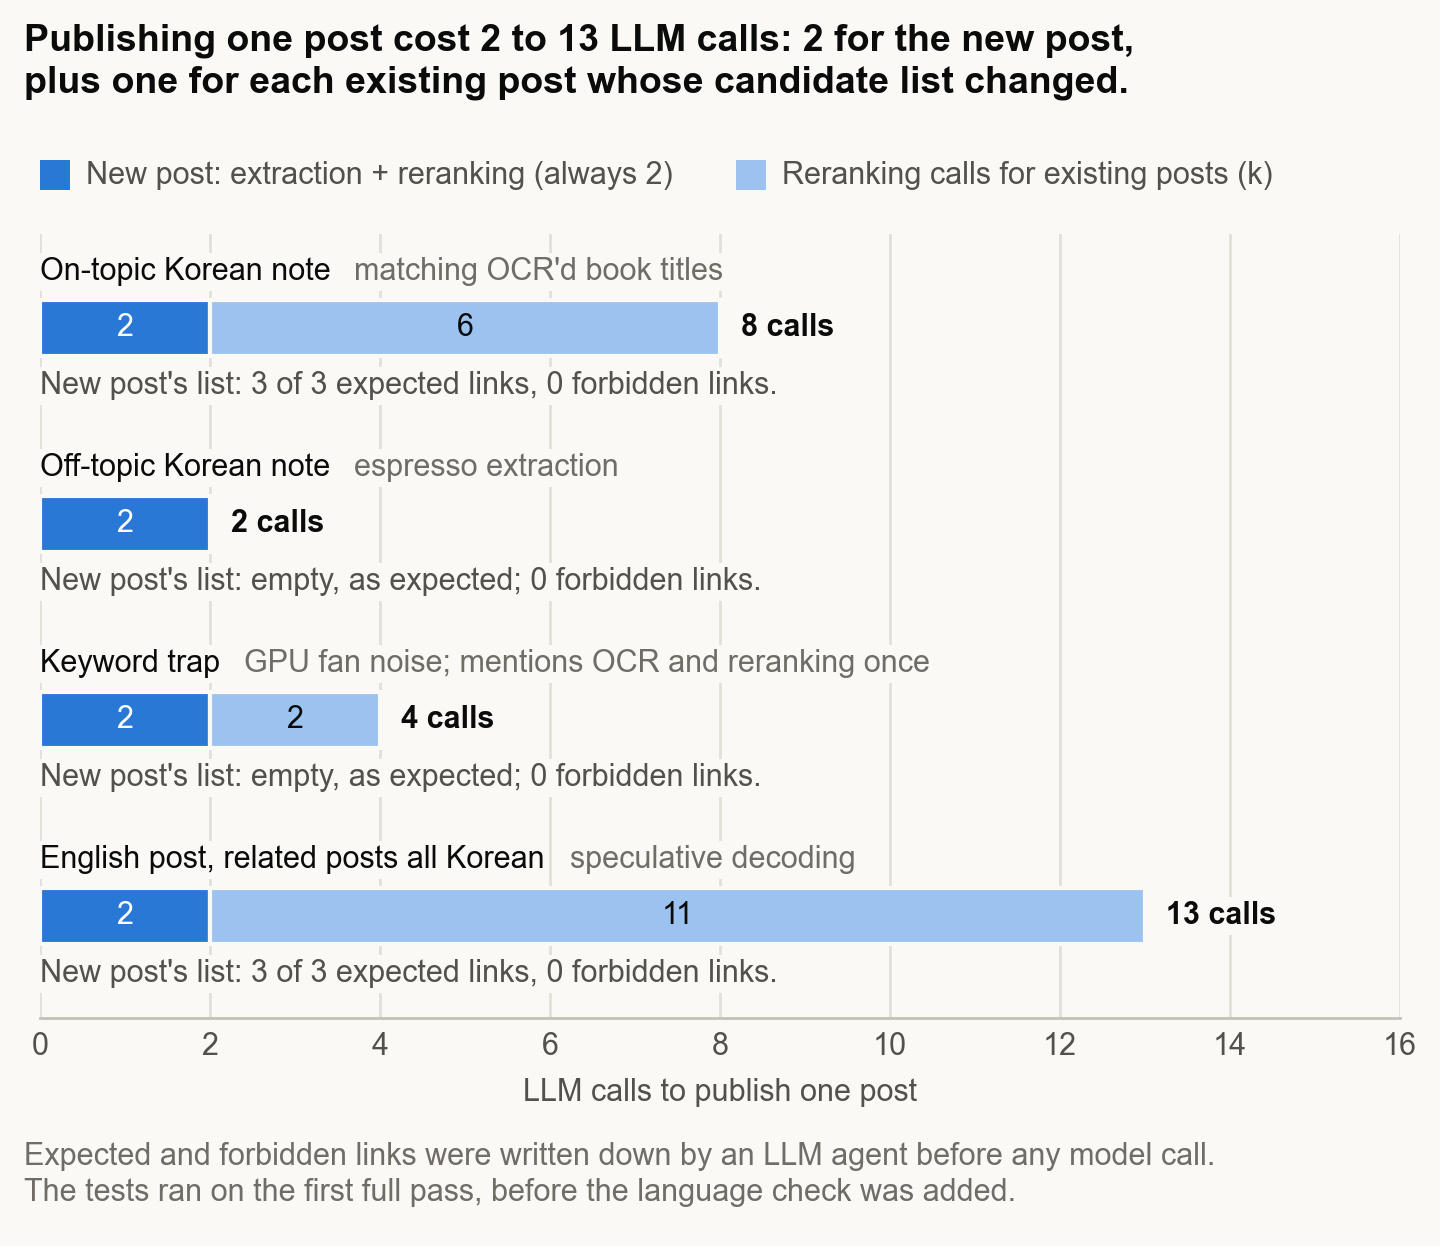 Publishing one post cost 2 to 13 LLM calls: 2 for the new post,
plus one for each existing post whose candidate list changed.
New post: extraction + reranking (always 2)
Reranking calls for existing posts (k)
On-topic Korean note matching OCR'd book titles
2 6 8 calls
New post's list: 3 of 3 expected links, 0 forbidden links.
Off-topic Korean note espresso extraction
2 2 calls
New post's list: empty, as expected; 0 forbidden links.
Keyword trap GPU fan noise; mentions OCR and reranking once
2 2 4 calls
New post's list: empty, as expected; 0 forbidden links.
English post, related posts all Korean speculative decoding
2 11 13 calls
New post's list: 3 of 3 expected links, 0 forbidden links.
0 2 4 6 8 10 12 14 16
LLM calls to publish one post
Expected and forbidden links were written down by an LLM agent before any model call.
The tests ran on the first full pass, before the language check was added.